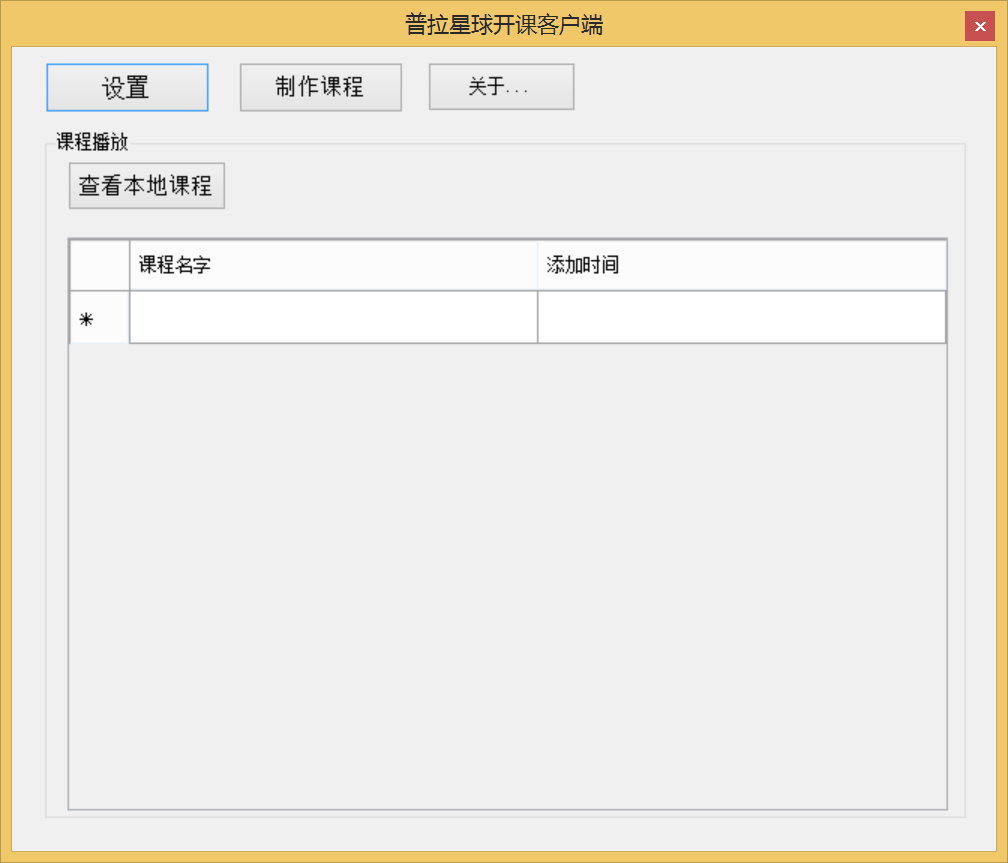 普拉星球开课客户端
设置 制作课程 关于...
课程播放
查看本地课程
课程名字 添加时间
*